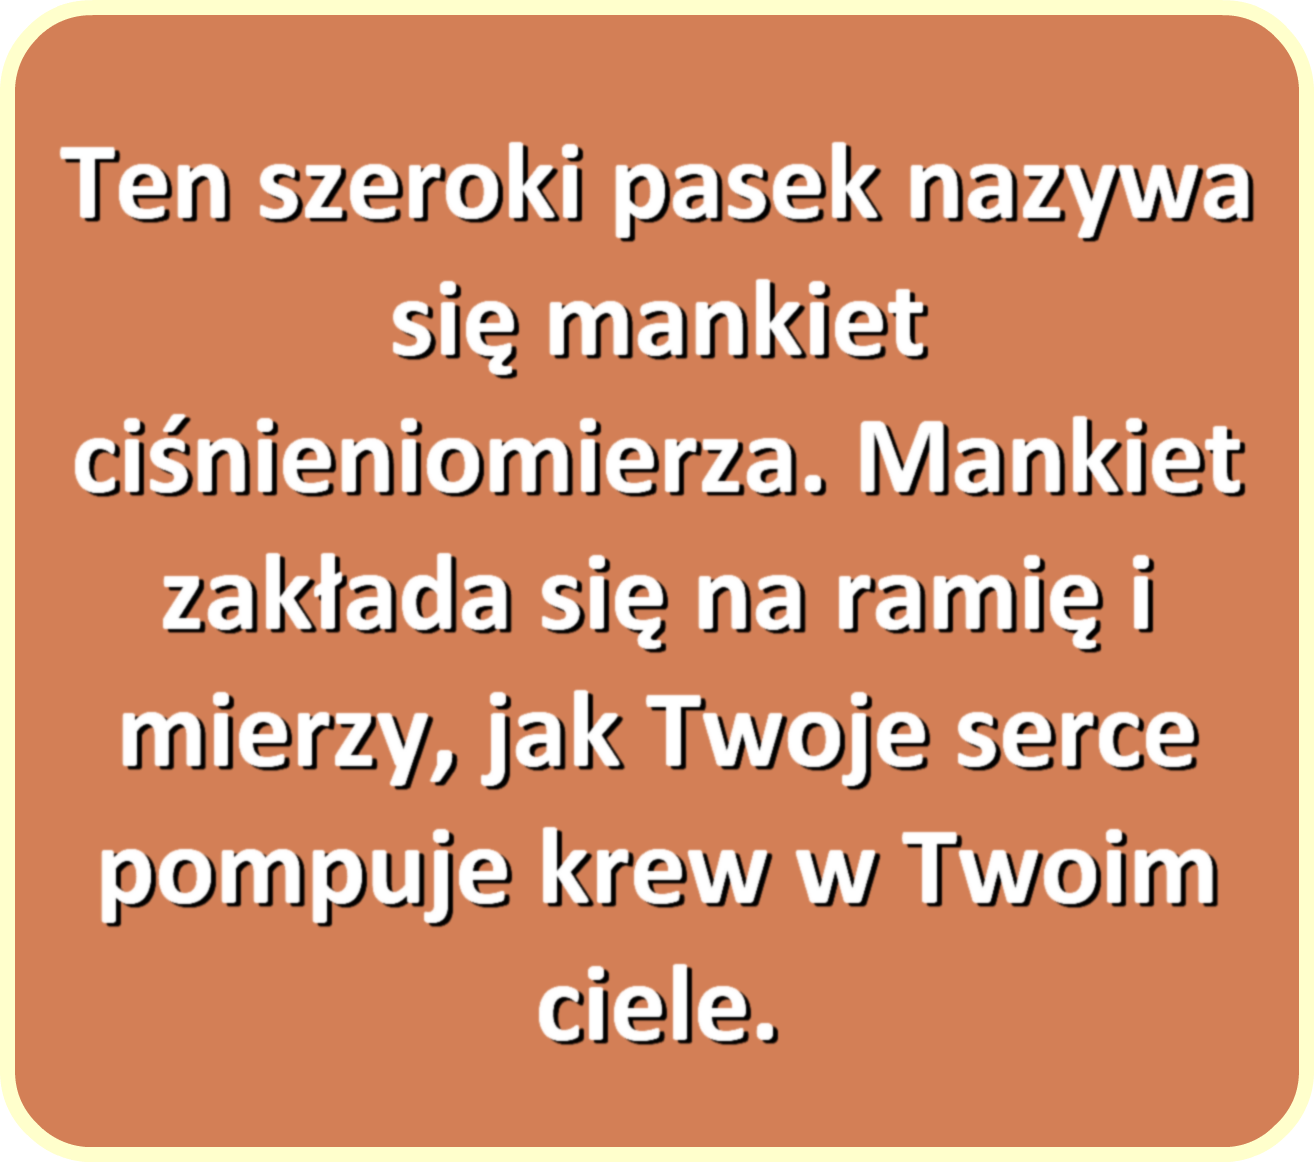 Ten szeroki pasek nazywa
się mankiet
ciśnieniomierza. Mankiet
zakłada się na ramię i
mierzy, jak Twoje serce
pompuje krew w Twoim
ciele.